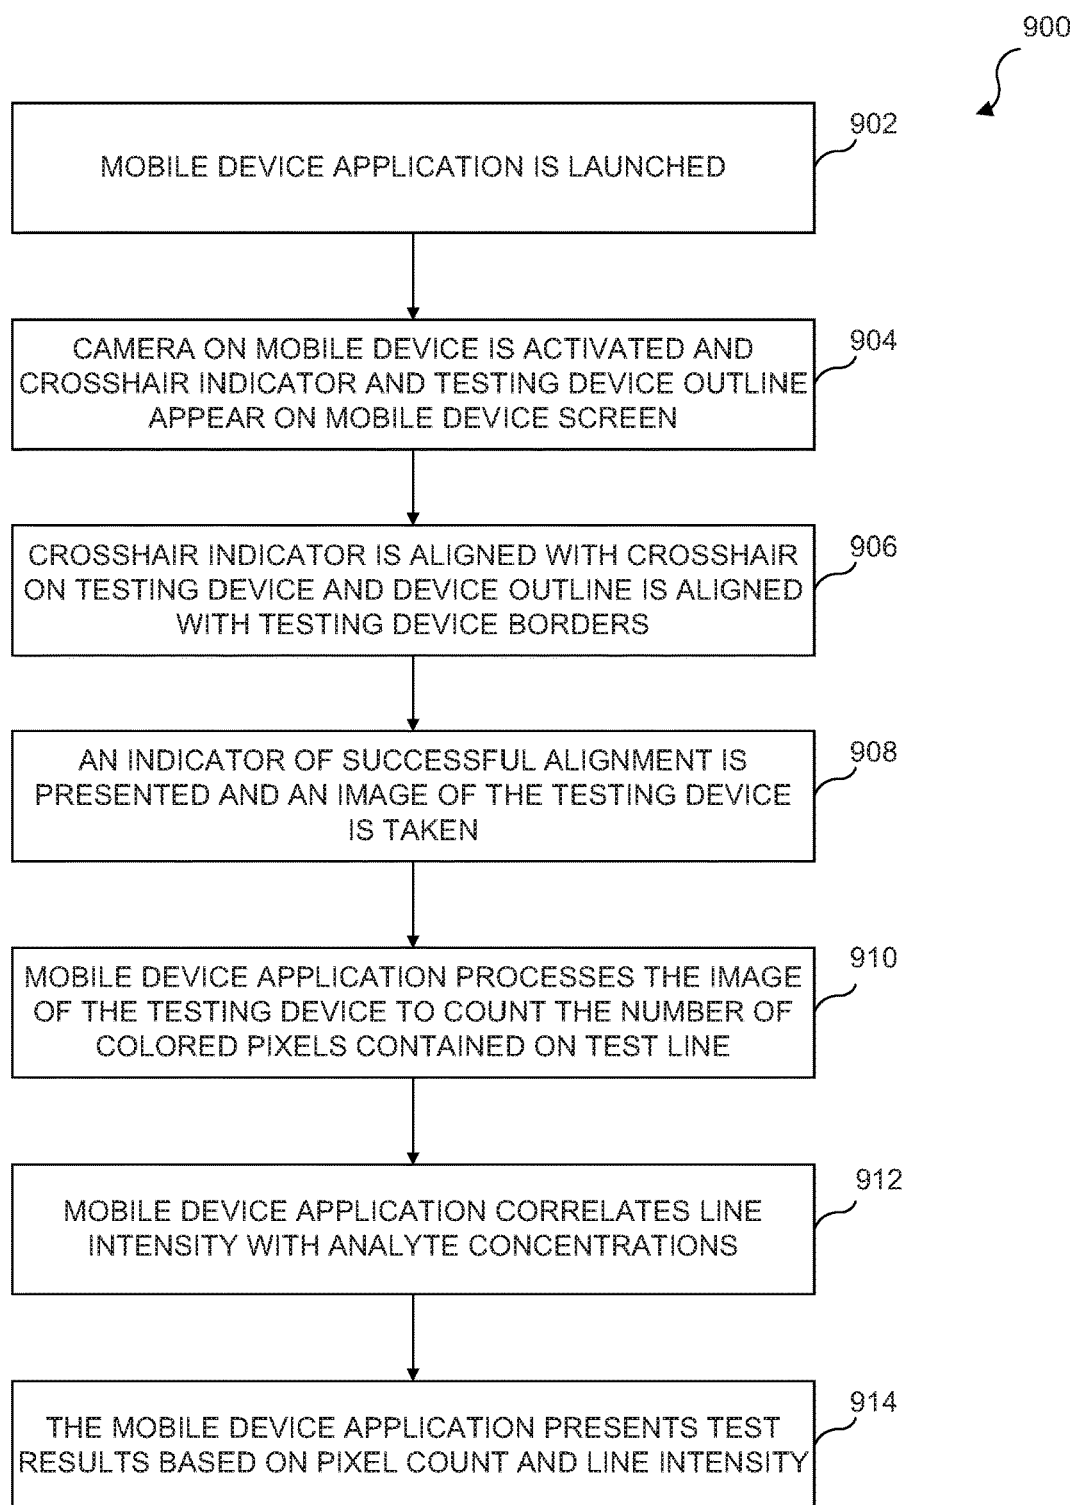 900
902
MOBILE DEVICE APPLICATION IS LAUNCHED
904
CAMERA ON MOBILE DEVICE IS ACTIVATED AND
CROSSHAIR INDICATOR AND TESTING DEVICE OUTLINE
APPEAR ON MOBILE DEVICE SCREEN
906
CROSSHAIR INDICATOR IS ALIGNED WITH CROSSHAIR
ON TESTING DEVICE AND DEVICE OUTLINE IS ALIGNED
WITH TESTING DEVICE BORDERS
908
AN INDICATOR OF SUCCESSFUL ALIGNMENT IS
PRESENTED AND AN IMAGE OF THE TESTING DEVICE
IS TAKEN
910
MOBILE DEVICE APPLICATION PROCESSES THE IMAGE
OF THE TESTING DEVICE TO COUNT THE NUMBER OF
COLORED PIXELS CONTAINED ON TEST LINE
912
MOBILE DEVICE APPLICATION CORRELATES LINE
INTENSITY WITH ANALYTE CONCENTRATIONS
914
THE MOBILE DEVICE APPLICATION PRESENTS TEST
RESULTS BASED ON PIXEL COUNT AND LINE INTENSITY